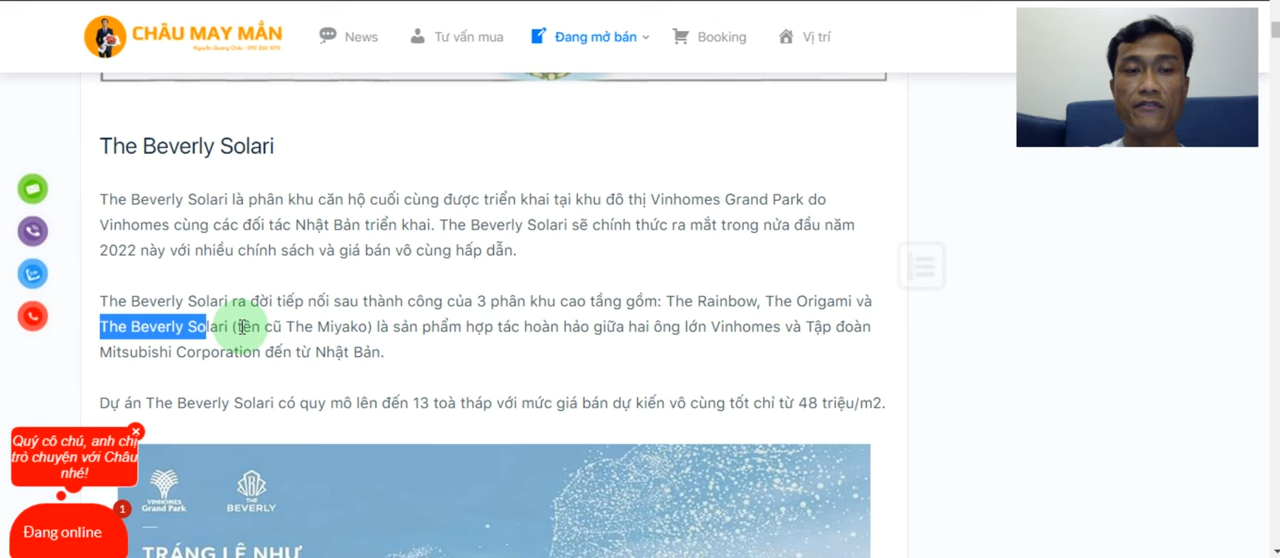 CHÂU MAY MẮN
Nguyễn Quang Châu
News
Tư vấn mua
Đang mở bán
Booking
Vị trí
The Beverly Solari
The Beverly Solari là phân khu căn hộ cuối cùng được triển khai tại khu đô thị Vinhomes Grand Park do
Vinhomes cùng các đối tác Nhật Bản triển khai. The Beverly Solari sẽ chính thức ra mắt trong nửa đầu năm
2022 này với nhiều chính sách và giá bán vô cùng hấp dẫn.
The Beverly Solari ra đời tiếp nối sau thành công của 3 phân khu cao tầng gồm: The Rainbow, The Origami và
The Beverly Solari (tên cũ The Miyako) là sản phẩm hợp tác hoàn hảo giữa hai ông lớn Vinhomes và Tập đoàn
Mitsubishi Corporation đến từ Nhật Bản.
Dự án The Beverly Solari có quy mô lên đến 13 toà tháp với mức giá bán dự kiến vô cùng tốt chỉ từ 48 triệu/m2.
Quý cô chú, anh chị
trò chuyện với Châu
nhé!
1
Đang online
VINHOMES
Grand Park
THE
BEVERLY
TRÁNG LỆ NHƯ